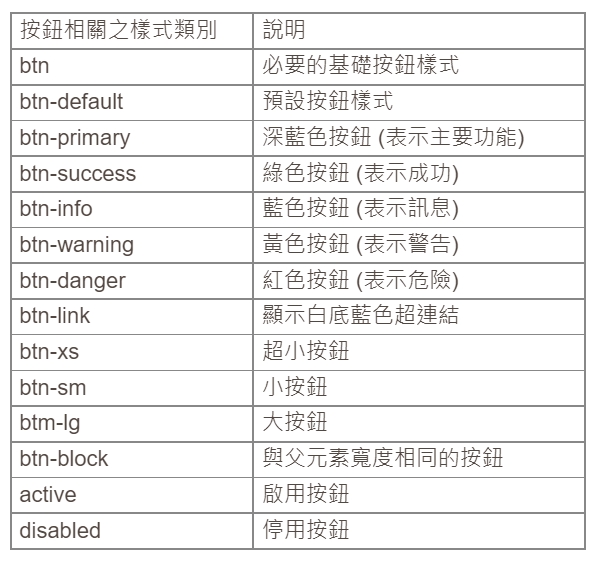 按鈕相關之樣式類別 說明
btn 必要的基礎按鈕樣式
btn-default 預設按鈕樣式
btn-primary 深藍色按鈕 (表示主要功能)
btn-success 綠色按鈕 (表示成功)
btn-info 藍色按鈕 (表示訊息)
btn-warning 黃色按鈕 (表示警告)
btn-danger 紅色按鈕 (表示危險)
btn-link 顯示白底藍色超連結
btn-xs 超小按鈕
btn-sm 小按鈕
btm-lg 大按鈕
btn-block 與父元素寬度相同的按鈕
active 啟用按鈕
disabled 停用按鈕